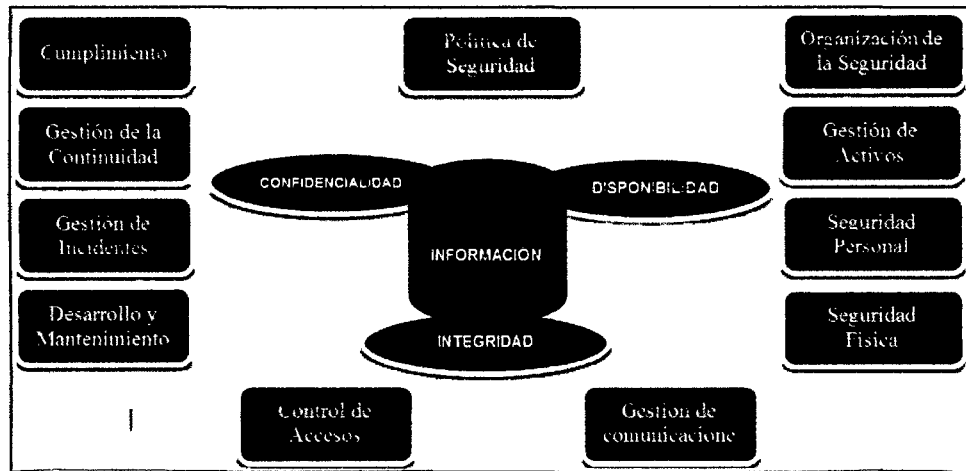 Cumplimiento
Política de
Seguridad
Organización de
la Seguridad
Gestión de la
Continuidad
Gestión de
Activos
CONFIDENCIALIDAD
DISPONIBILIDAD
Gestión de
Incidentes
Seguridad
Personal
INFORMACION
Desarrollo y
Mantenimiento
Seguridad
Física
INTEGRIDAD
Control de
Accesos
Gestión de
comunicacione